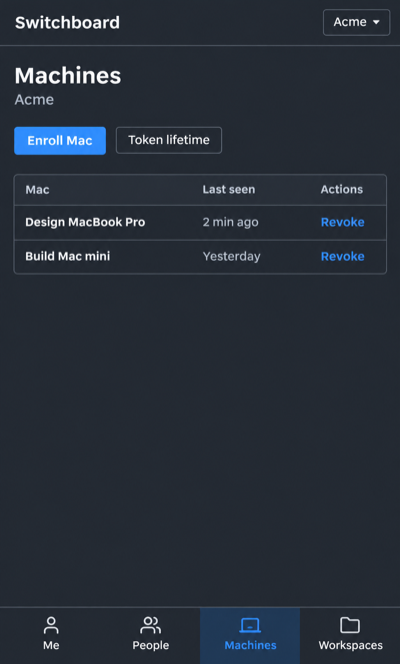 Switchboard
Acme
Machines
Acme
Enroll Mac
Token lifetime
Mac Last seen Actions
Design MacBook Pro 2 min ago Revoke
Build Mac mini Yesterday Revoke
Me People Machines Workspaces